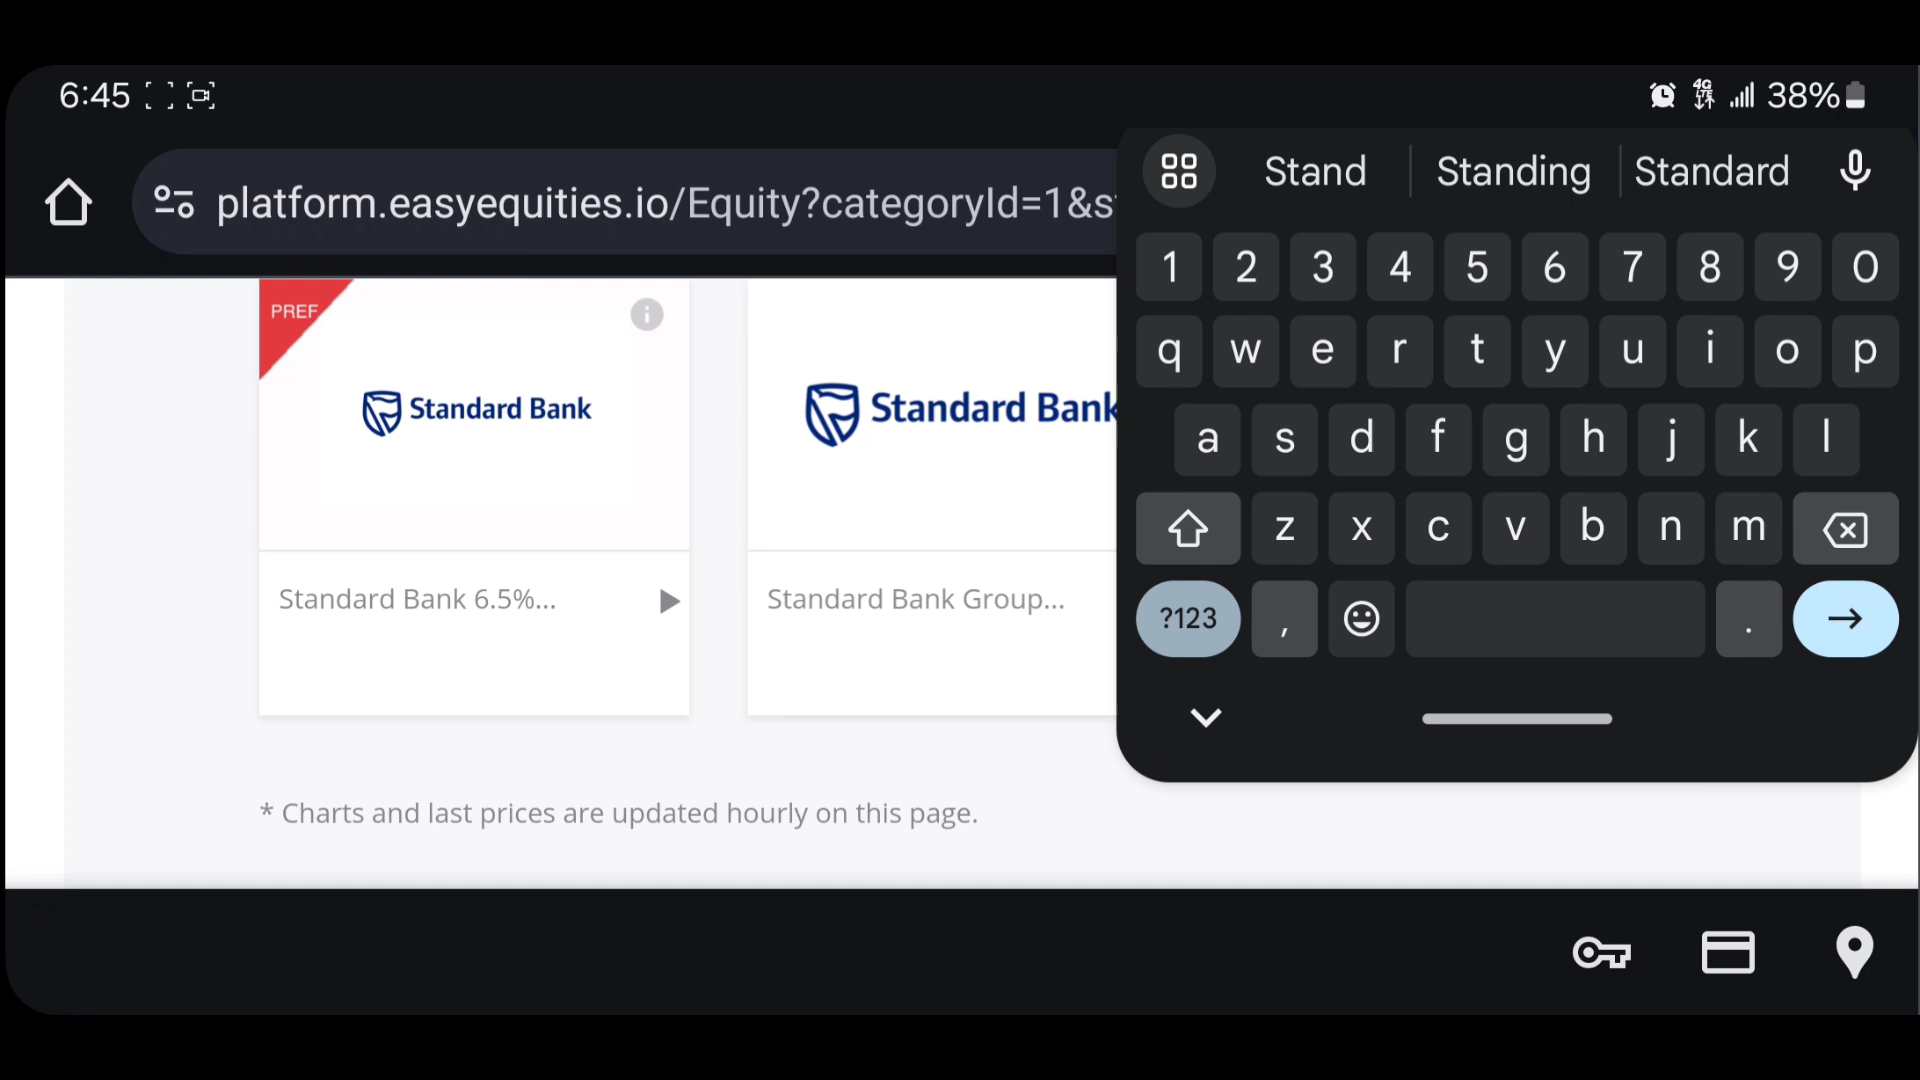 6:45
4G LTE 38%
platform.easyequities.io/Equity?categoryId=1&s
Stand Standing Standard
1 2 3 4 5 6 7 8 9 0
q w e r t y u i o p
a s d f g h j k l
z x c v b n m
?123 , .
PREF
Standard Bank
Standard Bank
Standard Bank 6.5%...
Standard Bank Group...
* Charts and last prices are updated hourly on this page.